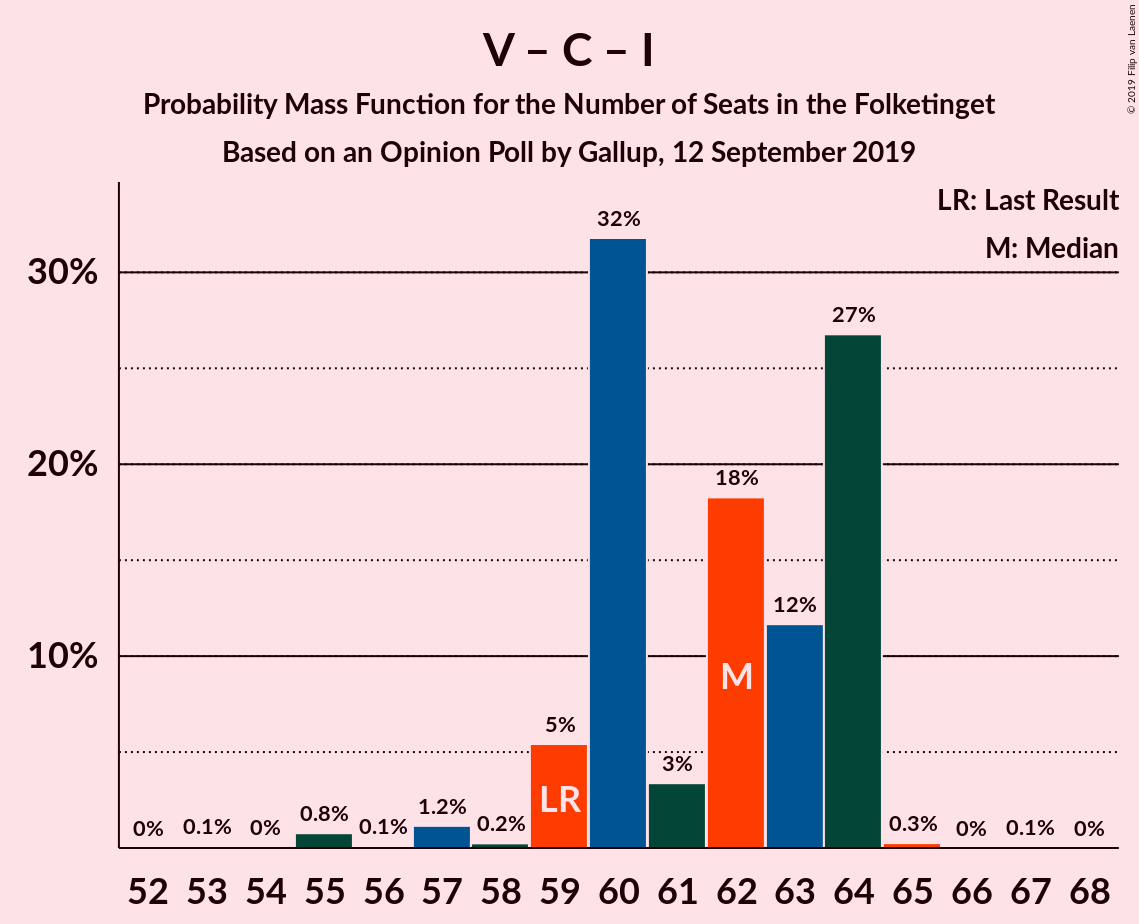 V – C – I
Probability Mass Function for the Number of Seats in the Folketinget
Based on an Opinion Poll by Gallup, 12 September 2019
© 2019 Filip van Laenen
LR: Last Result
M: Median
30%
20%
10%
0%
0.1%
0%
0.8%
0.1%
1.2%
0.2%
5%
32%
3%
18%
12%
27%
0.3%
0%
0.1%
0%
LR
M
52 53 54 55 56 57 58 59 60 61 62 63 64 65 66 67 68